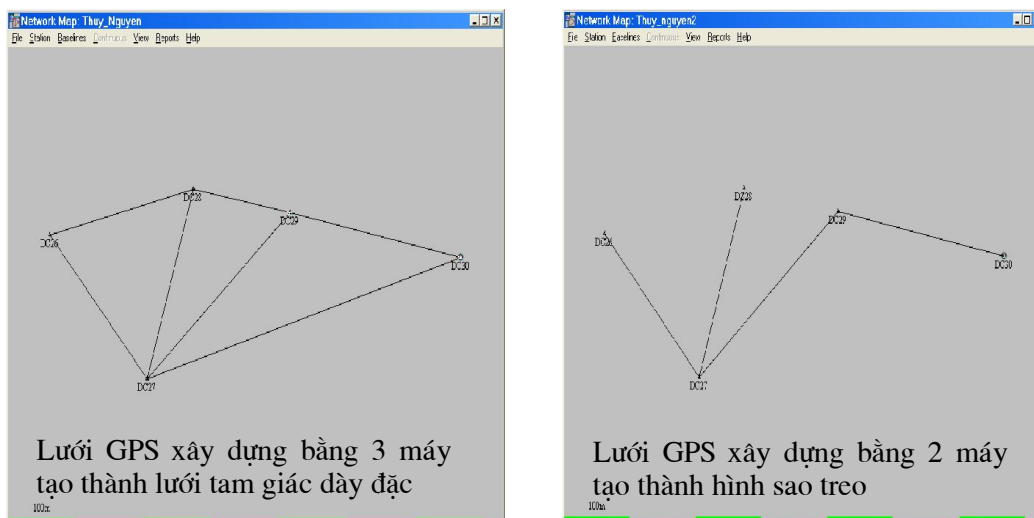 Network Map: Thuy_Nguyen
File Station Baselines Continuous View Reports Help
DC28
DC29
DC26
DC30
DC27
Lưới GPS xây dựng bằng 3 máy
tạo thành lưới tam giác dày đặc
100m
Network Map: Thuy_nguyen2
File Station Baselines Continuous View Reports Help
DC28
DC29
DC26
DC30
DC27
Lưới GPS xây dựng bằng 2 máy
tạo thành hình sao treo
100m